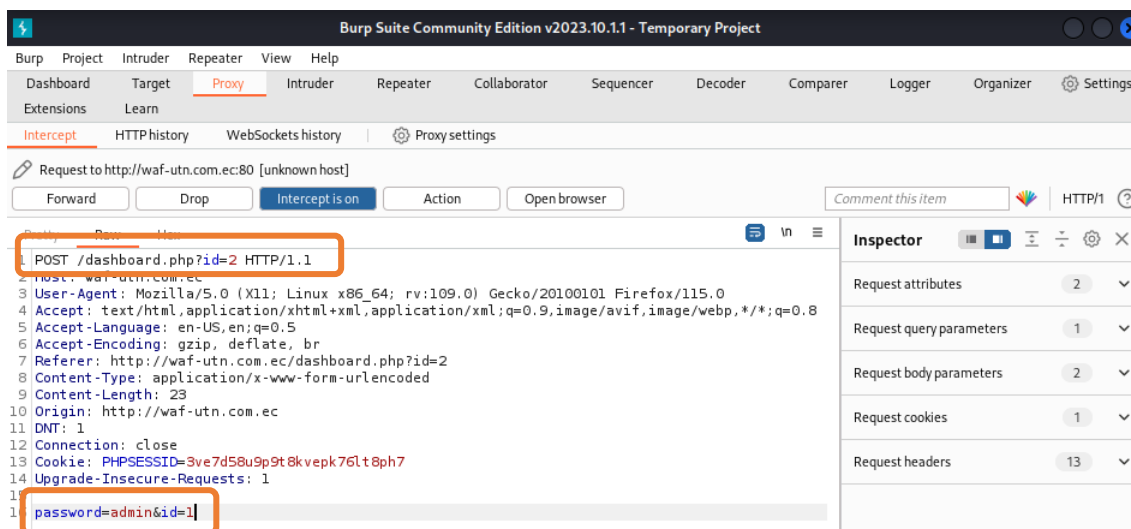 Burp Suite Community Edition v2023.10.1.1 - Temporary Project
Burp Project Intruder Repeater View Help
Dashboard Target Proxy Intruder Repeater Collaborator Sequencer Decoder Comparer Logger Organizer Settings
Extensions Learn
Intercept HTTP history WebSockets history Proxy settings
Request to http://waf-utn.com.ec:80 [unknown host]
Forward Drop Intercept is on Action Open browser Comment this item HTTP/1
\n
Inspector
1 POST /dashboard.php?id=2 HTTP/1.1
2 Host: waf-utn.com.ec
3 User-Agent: Mozilla/5.0 (X11; Linux x86_64; rv:109.0) Gecko/20100101 Firefox/115.0
4 Accept: text/html,application/xhtml+xml,application/xml;q=0.9,image/avif,image/webp,*/*;q=0.8
5 Accept-Language: en-US,en;q=0.5
6 Accept-Encoding: gzip, deflate, br
7 Referer: http://waf-utn.com.ec/dashboard.php?id=2
8 Content-Type: application/x-www-form-urlencoded
9 Content-Length: 23
10 Origin: http://waf-utn.com.ec
11 DNT: 1
12 Connection: close
13 Cookie: PHPSESSID=3ve7d58u9p9t8kvepk76lt8ph7
14 Upgrade-Insecure-Requests: 1
15
16 password=admin&id=1
Request attributes 2
Request query parameters 1
Request body parameters 2
Request cookies 1
Request headers 13